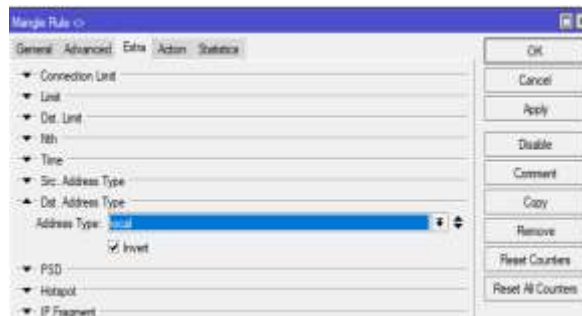 Mangle Rule <>
General Advanced Extra Action Statistics
Connection Limit
Limit
Dst. Limit
Nth
Time
Src. Address Type
Dst. Address Type
Address Type: local
Invert
PSD
Hotspot
IP Fragment
OK
Cancel
Apply
Disable
Comment
Copy
Remove
Reset Counters
Reset All Counters